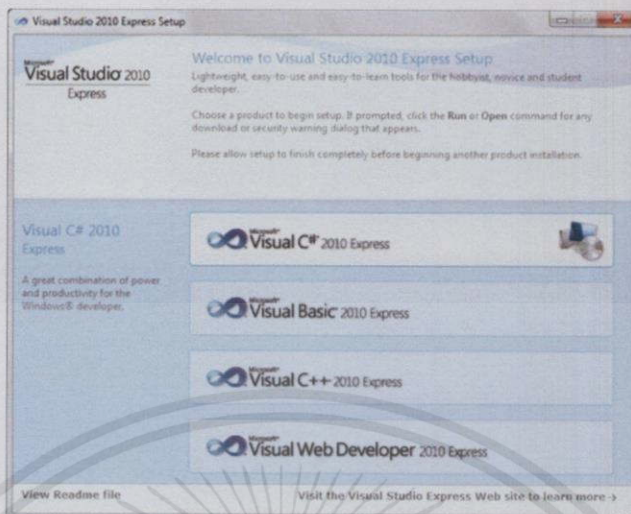 Visual Studio 2010 Express Setup
Microsoft
Visual Studio 2010
Express
Welcome to Visual Studio 2010 Express Setup
Lightweight, easy-to-use and easy-to-learn tools for the hobbyist, novice and student
developer.
Choose a product to begin setup. If prompted, click the Run or Open command for any
download or security warning dialog that appears.
Please allow setup to finish completely before beginning another product installation.
Visual C# 2010
Express
A great combination of power
and productivity for the
Windows® developer.
Microsoft
Visual C# 2010 Express
Microsoft
Visual Basic 2010 Express
Microsoft
Visual C++ 2010 Express
Microsoft
Visual Web Developer 2010 Express
View Readme file
Visit the Visual Studio Express Web site to learn more →